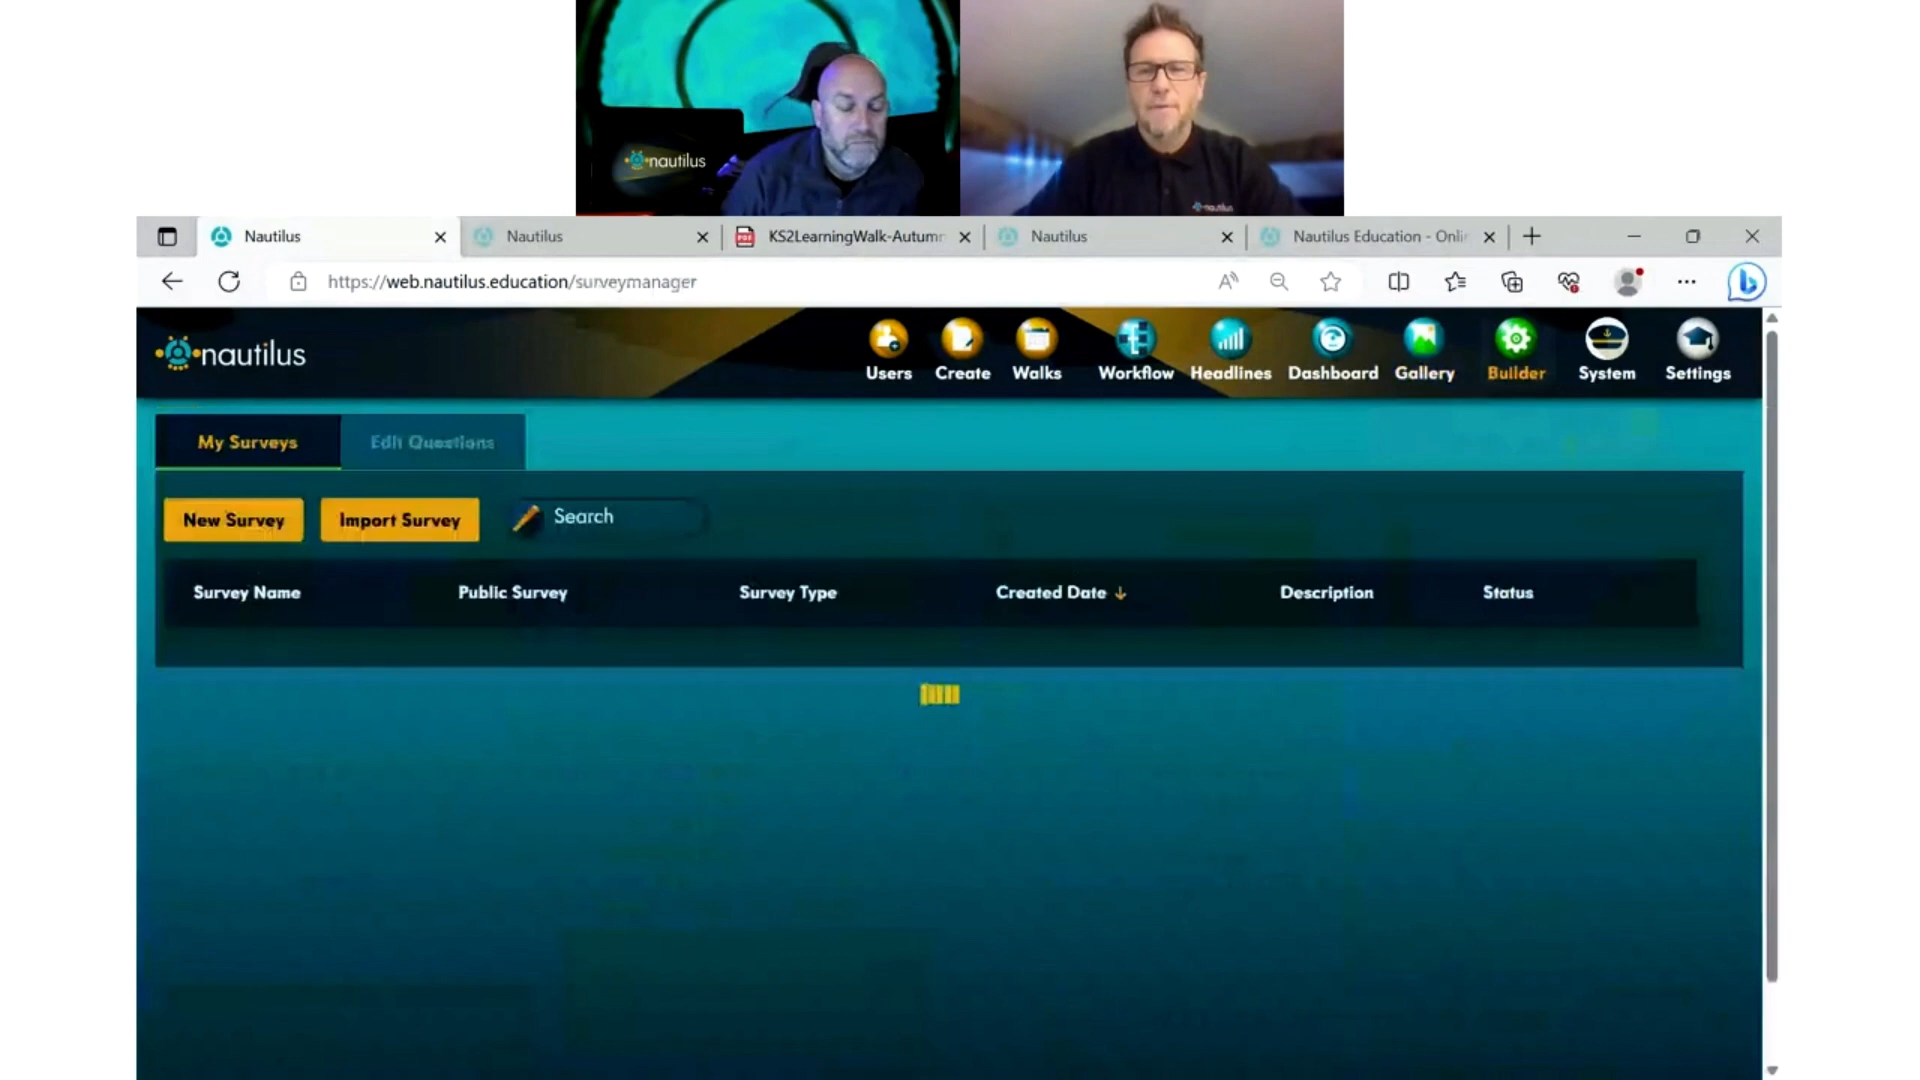 nautilus
nautilus
Nautilus
Nautilus
KS2LearningWalk-Autumn
Nautilus
Nautilus Education - Onli
https://web.nautilus.education/surveymanager
nautilus
Users
Create
Walks
Workflow
Headlines
Dashboard
Gallery
Builder
System
Settings
My Surveys
Edit Questions
New Survey
Import Survey
Search
Survey Name
Public Survey
Survey Type
Created Date ↓
Description
Status